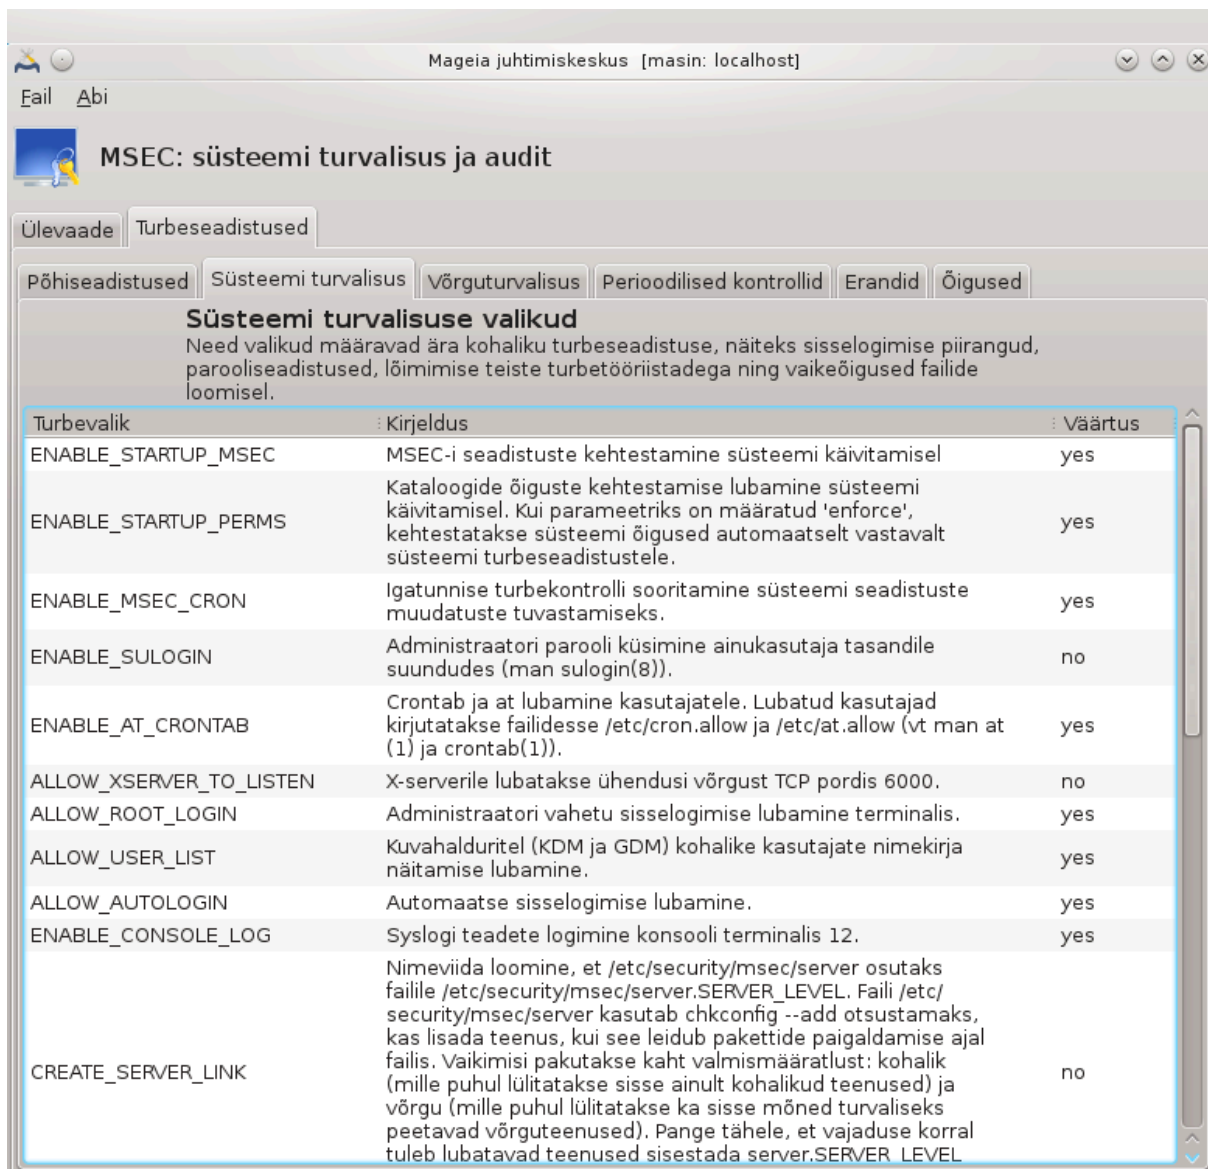 Mageia juhtimiskeskus [masin: localhost]
Fail Abi
MSEC: süsteemi turvalisus ja audit
Ülevaade Turbeseadistused
Põhiseadistused Süsteemi turvalisus Võrguturvalisus Perioodilised kontrollid Erandid Õigused
Süsteemi turvalisuse valikud
Need valikud määravad ära kohaliku turbeseadistuse, näiteks sisselogimise piirangud,
parooliseadistused, lõimimise teiste turbetööriistadega ning vaikeõigused failide
loomisel.
Turbevalik Kirjeldus Väärtus
ENABLE_STARTUP_MSEC MSEC-i seadistuste kehtestamine süsteemi käivitamisel yes
Kataloogide õiguste kehtestamise lubamine süsteemi
käivitamisel. Kui parameetriks on määratud 'enforce',
ENABLE_STARTUP_PERMS yes
kehtestatakse süsteemi õigused automaatselt vastavalt
süsteemi turbeseadistustele.
Igatunnise turbekontrolli sooritamine süsteemi seadistuste
ENABLE_MSEC_CRON yes
muudatuste tuvastamiseks.
Administraatori parooli küsimine ainukasutaja tasandile
ENABLE_SULOGIN no
suundudes (man sulogin(8)).
Crontab ja at lubamine kasutajatele. Lubatud kasutajad
ENABLE_AT_CRONTAB kirjutatakse failidesse /etc/cron.allow ja /etc/at.allow (vt man at yes
(1) ja crontab(1)).
ALLOW_XSERVER_TO_LISTEN X-serverile lubatakse ühendusi võrgust TCP pordis 6000. no
ALLOW_ROOT_LOGIN Administraatori vahetu sisselogimise lubamine terminalis. yes
Kuvahalduritel (KDM ja GDM) kohalike kasutajate nimekirja
ALLOW_USER_LIST yes
näitamise lubamine.
ALLOW_AUTOLOGIN Automaatse sisselogimise lubamine. yes
ENABLE_CONSOLE_LOG Syslogi teadete logimine konsooli terminalis 12. yes
Nimeviida loomine, et /etc/security/msec/server osutaks
failile /etc/security/msec/server.SERVER_LEVEL. Faili /etc/
security/msec/server kasutab chkconfig --add otsustamaks,
kas lisada teenus, kui see leidub pakettide paigaldamise ajal
failis. Vaikimisi pakutakse kaht valmismääratlust: kohalik
CREATE_SERVER_LINK (mille puhul lülitatakse sisse ainult kohalikud teenused) ja no
võrgu (mille puhul lülitatakse ka sisse mõned turvaliseks
peetavad võrguteenused). Pange tähele, et vajaduse korral
tuleb lubatavad teenused sisestada server.SERVER_LEVEL